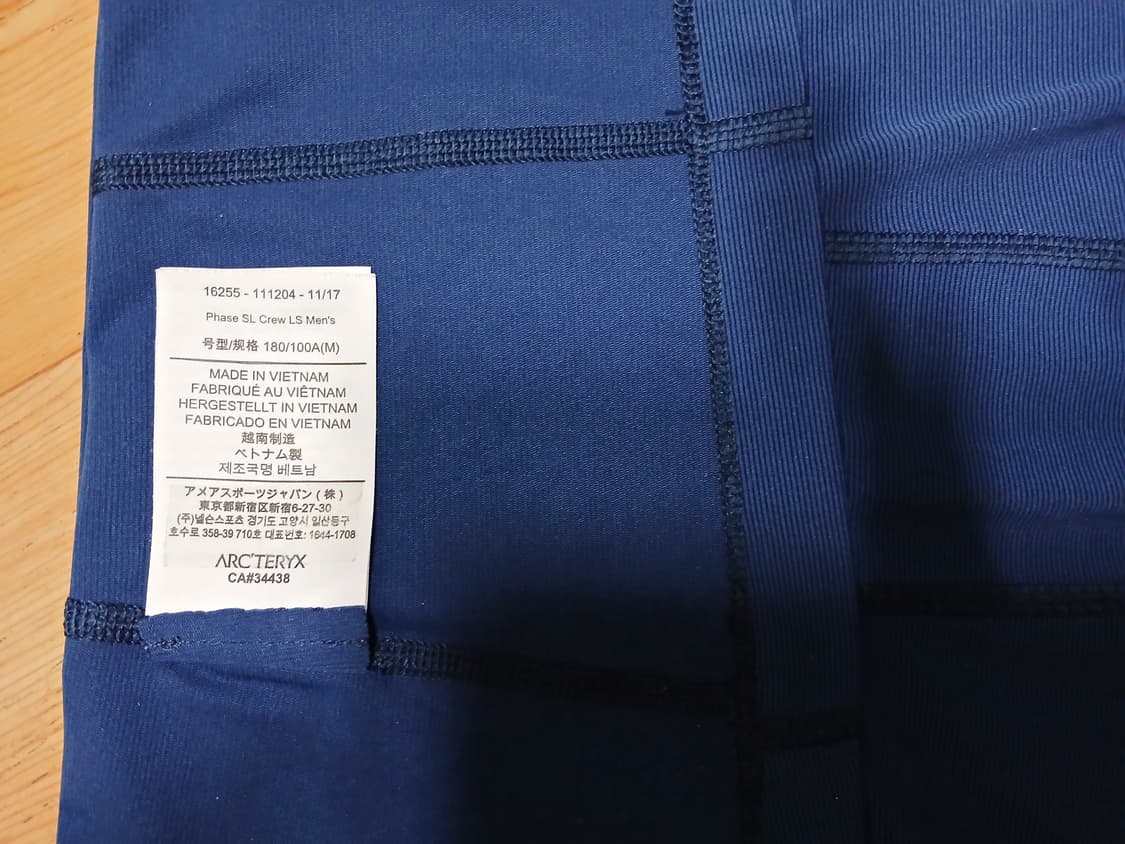 16255 - 111204 - 11/17
Phase SL Crew LS Men's
号型/规格 180/100A(M)
MADE IN VIETNAM
FABRIQUÉ AU VIÊTNAM
HERGESTELLT IN VIETNAM
FABRICADO EN VIETNAM
越南制造
ベトナム製
제조국명 베트남
アメアスポーツジャパン ( 株 )
東京都新宿区新宿6-27-30
(주)넬슨스포츠 경기도 고양시 일산동구
호수로 358-39 710호 대표번호: 1644-1708
ARC'TERYX
CA#34438